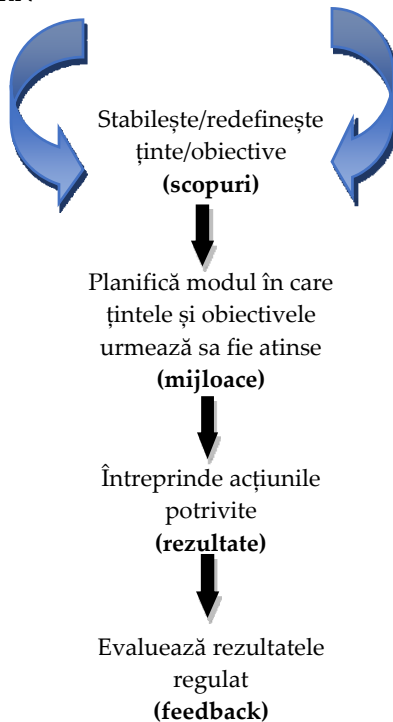 Stabilește/redefinește
ținte/obiective
(scopuri)
Planifică modul în care
țintele și obiectivele
urmează sa fie atinse
(mijloace)
Întreprinde acțiunile
potrivite
(rezultate)
Evaluează rezultatele
regulat
(feedback)